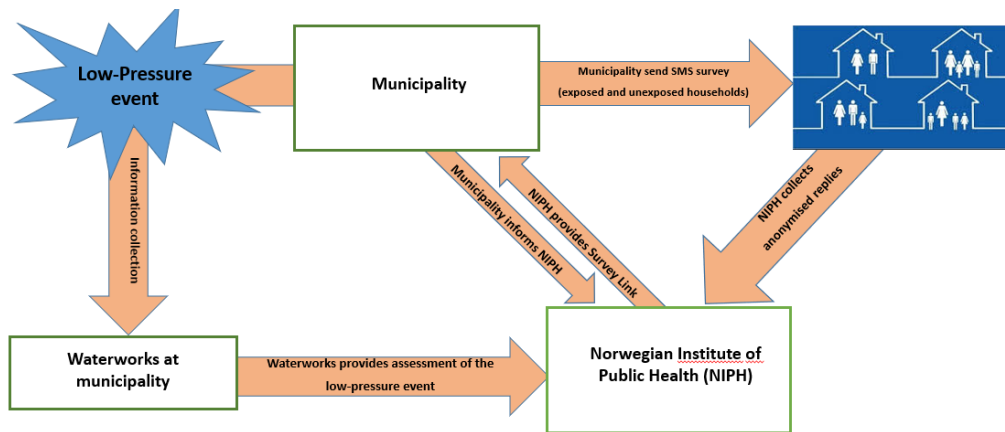 Low-Pressure
event
Municipality
Municipality send SMS survey
(exposed and unexposed households)
Information collection
Municipality informs NIPH
NIPH provides Survey Link
NIPH collects
anonymised replies
Waterworks at
municipality
Waterworks provides assessment of the
low-pressure event
Norwegian Institute of
Public Health (NIPH)